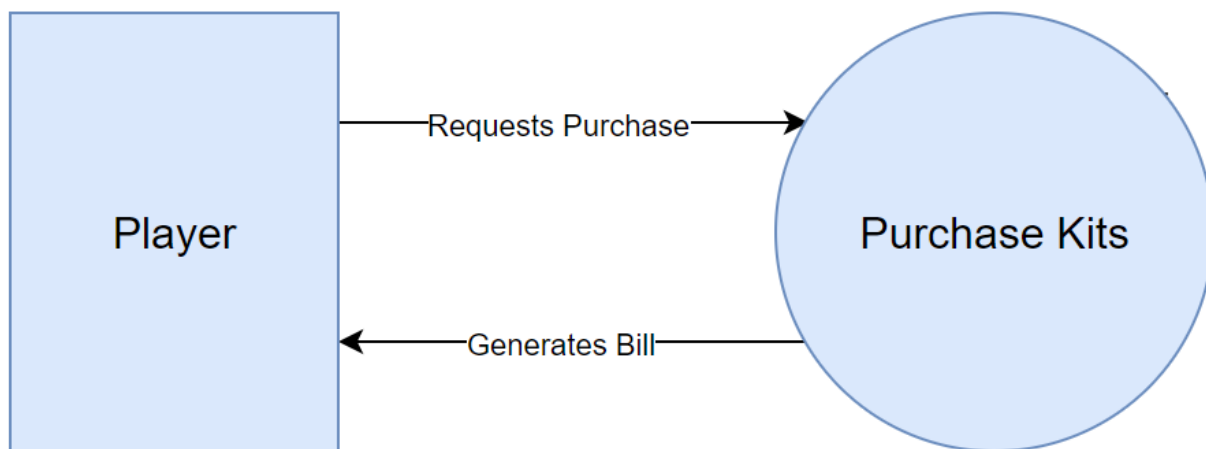 Requests Purchase
Player
Purchase Kits
Generates Bill